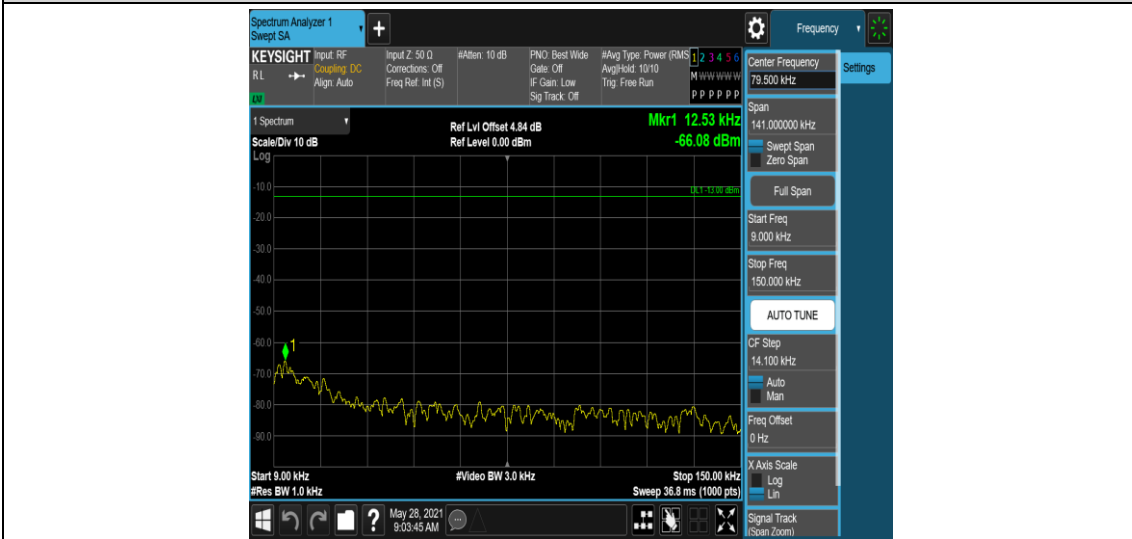 Spectrum Analyzer 1
Swept SA
Frequency
KEYSIGHT
RL
LXI
Input: RF
Coupling: DC
Align: Auto
Input Z: 50 Ω
Corrections: Off
Freq Ref: Int (S)
#Atten: 10 dB
PNO: Best Wide
Gate: Off
IF Gain: Low
Sig Track: Off
#Avg Type: Power (RMS
Avg|Hold: 10/10
Trig: Free Run
1 2 3 4 5 6
M W W W W W
P P P P P P
1 Spectrum
Scale/Div 10 dB
Log
Ref Lvl Offset 4.84 dB
Ref Level 0.00 dBm
Mkr1 12.53 kHz
-66.08 dBm
DL1 -13.00 dBm
-10.0
-20.0
-30.0
-40.0
-50.0
-60.0
-70.0
-80.0
-90.0
1
Start 9.00 kHz
#Res BW 1.0 kHz
#Video BW 3.0 kHz
Stop 150.00 kHz
Sweep 36.8 ms (1000 pts)
?
May 28, 2021
9:03:45 AM
Center Frequency
79.500 kHz
Span
141.000000 kHz
Swept Span
Zero Span
Full Span
Start Freq
9.000 kHz
Stop Freq
150.000 kHz
AUTO TUNE
CF Step
14.100 kHz
Auto
Man
Freq Offset
0 Hz
X Axis Scale
Log
Lin
Signal Track
(Span Zoom)
Settings